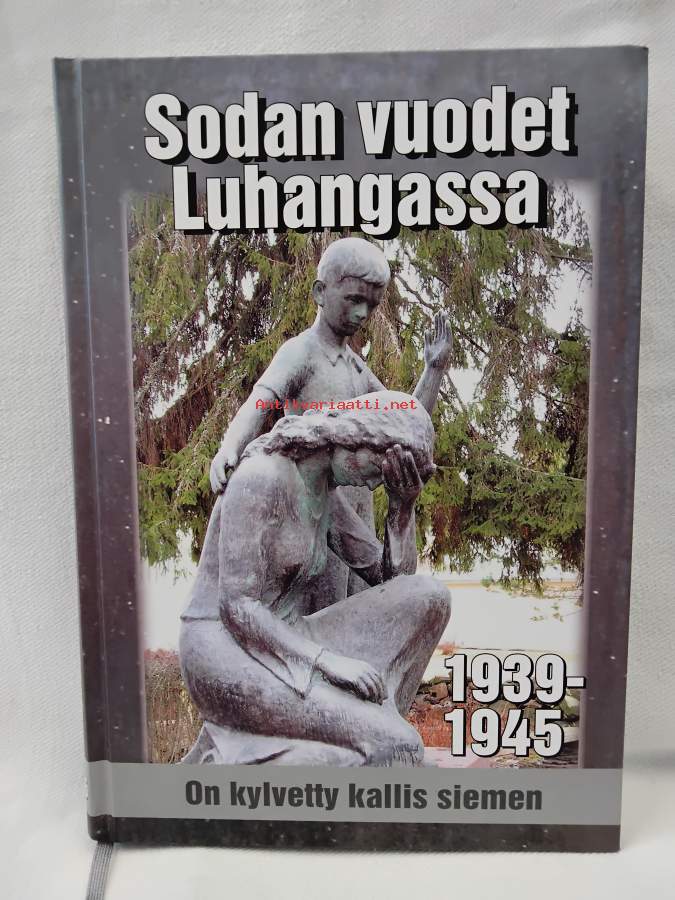 Sodan vuodet
Luhangassa
Antikvariaatti.net
1939-
1945
On kylvetty kallis siemen